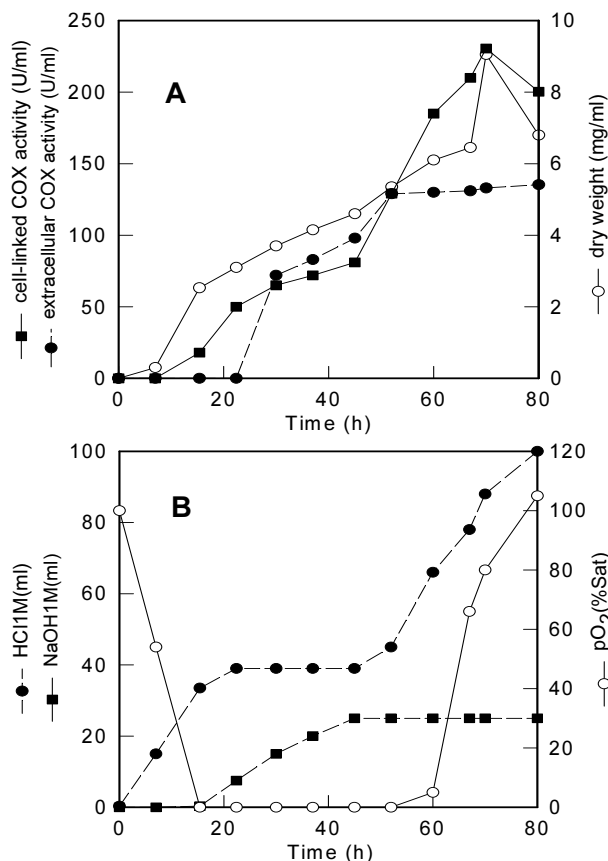 cell-linked COX activity (U/ml)
extracellular COX activity (U/ml)
250
200
150
100
50
0
A
10
8
6
4
2
0
dry weight (mg/ml)
0 20 40 60 80
Time (h)
HCl1M(ml)
NaOH1M(ml)
100
80
60
40
20
0
B
120
100
80
60
40
20
0
pO2(%Sat)
0 20 40 60 80
Time (h)